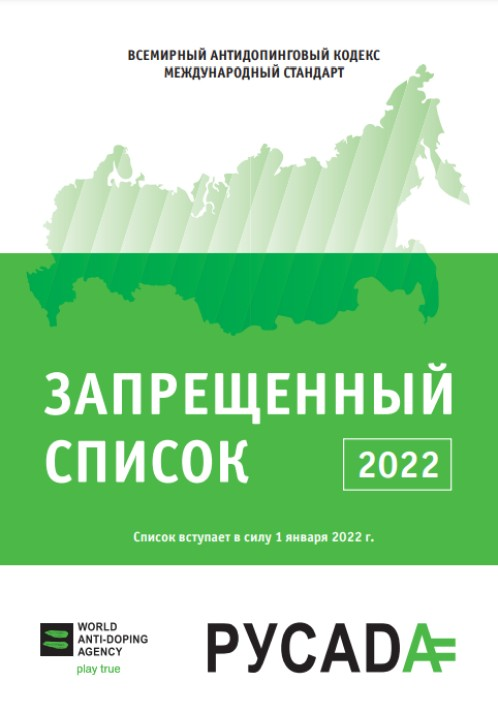 ВСЕМИРНЫЙ АНТИДОПИНГОВЫЙ КОДЕКС
МЕЖДУНАРОДНЫЙ СТАНДАРТ
ЗАПРЕЩЕННЫЙ
СПИСОК
2022
Список вступает в силу 1 января 2022 г.
WORLD
ANTI-DOPING
AGENCY
play true
РУСАДА